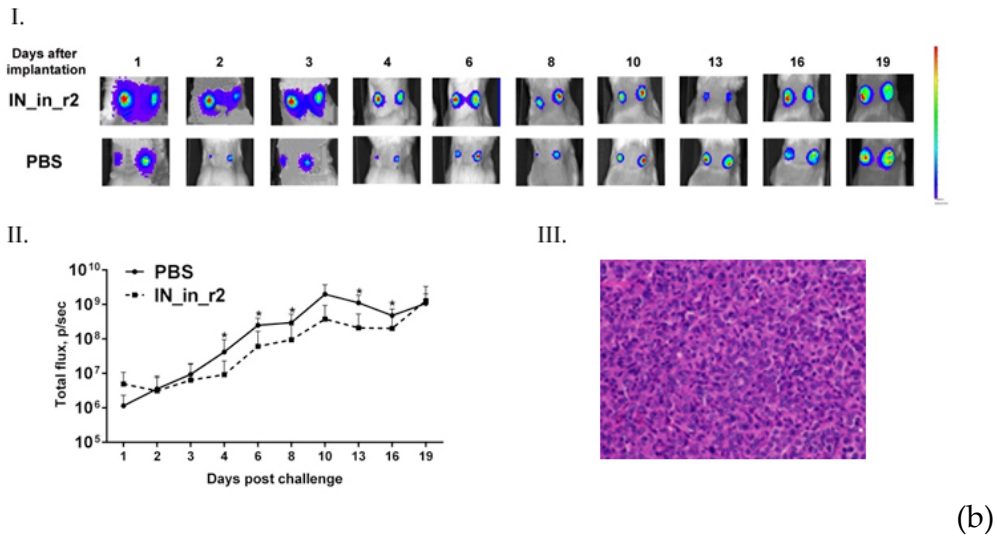 I.
Days after
implantation
1 2 3 4 6 8 10 13 16 19
IN_in_r2
PBS
II.
III.
10^10
10^9
10^8
10^7
10^6
10^5
Total flux, p/sec
PBS
IN_in_r2
* * * * *
1 2 3 4 6 8 10 13 16 19
Days post challenge
(b)